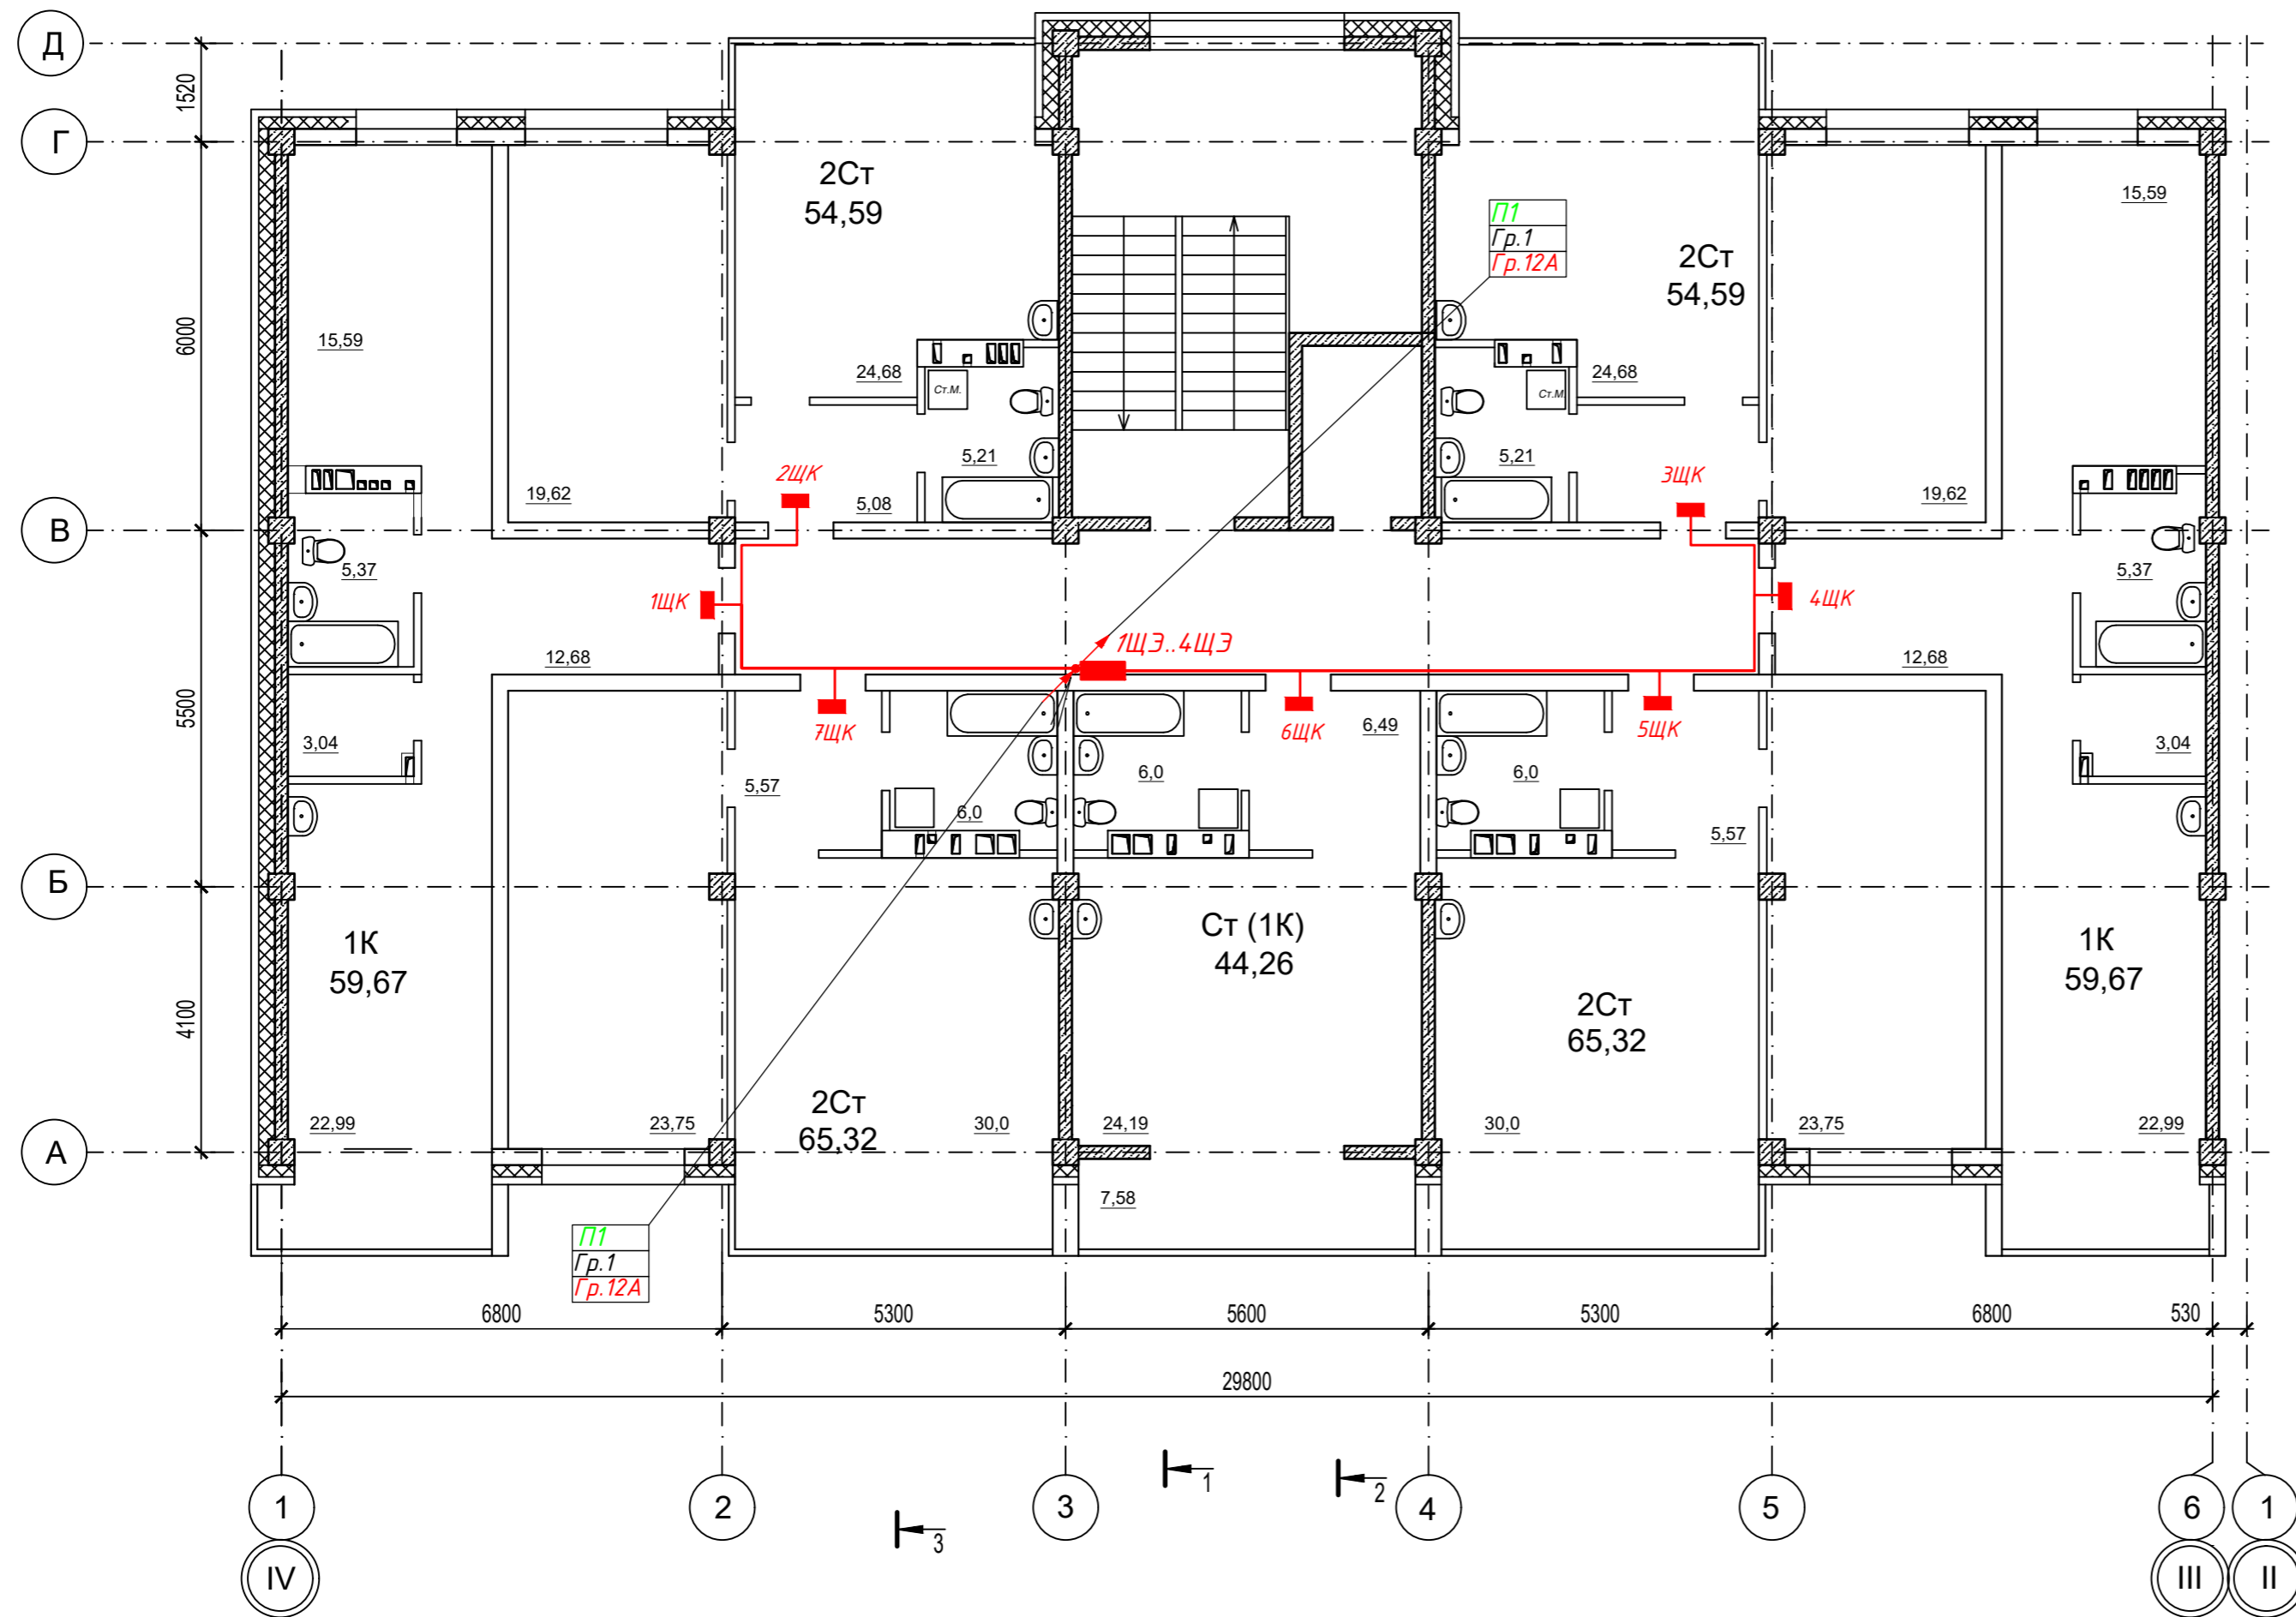 Д
1520
Г
2Ст
54,59
П1
Гр.1
Гр.12А
15,59
2Ст
54,59
6000
15,59
24,68
Ст.М.
24,68
Ст.М.
2ЩК
5,21
5,21
3ЩК
19,62
5,08
19,62
В
5,37
5,37
1ЩК
4ЩК
1ЩЭ..4ЩЭ
12,68
12,68
5500
7ЩК
6ЩК
6,49
5ЩК
3,04
3,04
5,57
6,0
6,0
6,0
5,57
Б
1К
59,67
Ст (1К)
44,26
1К
59,67
4100
2Ст
65,32
2Ст
65,32
22,99
23,75
30,0
24,19
30,0
23,75
22,99
А
7,58
П1
Гр.1
Гр.12А
6800
5300
5600
5300
6800
530
29800
1
2
3
1
2
3
4
5
6
1
IV
III
II